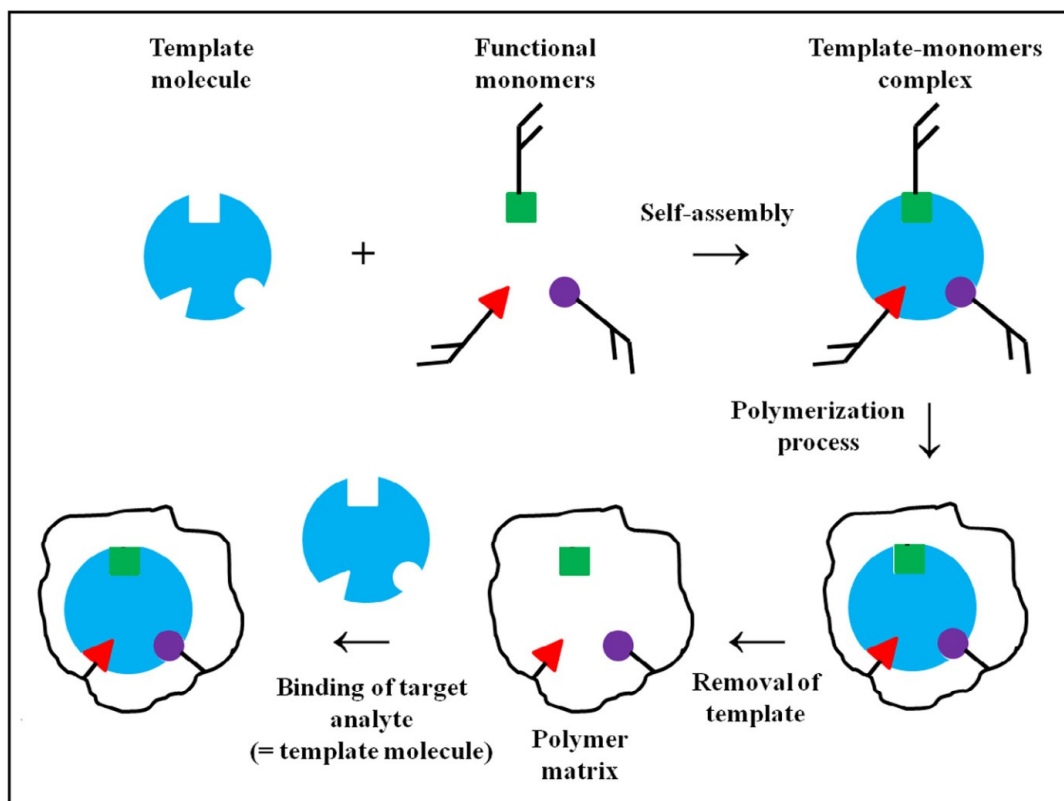 Template
molecule
Functional
monomers
Template-monomers
complex
+
Self-assembly
Polymerization
process
Removal of
template
Polymer
matrix
Binding of target
analyte
(= template molecule)